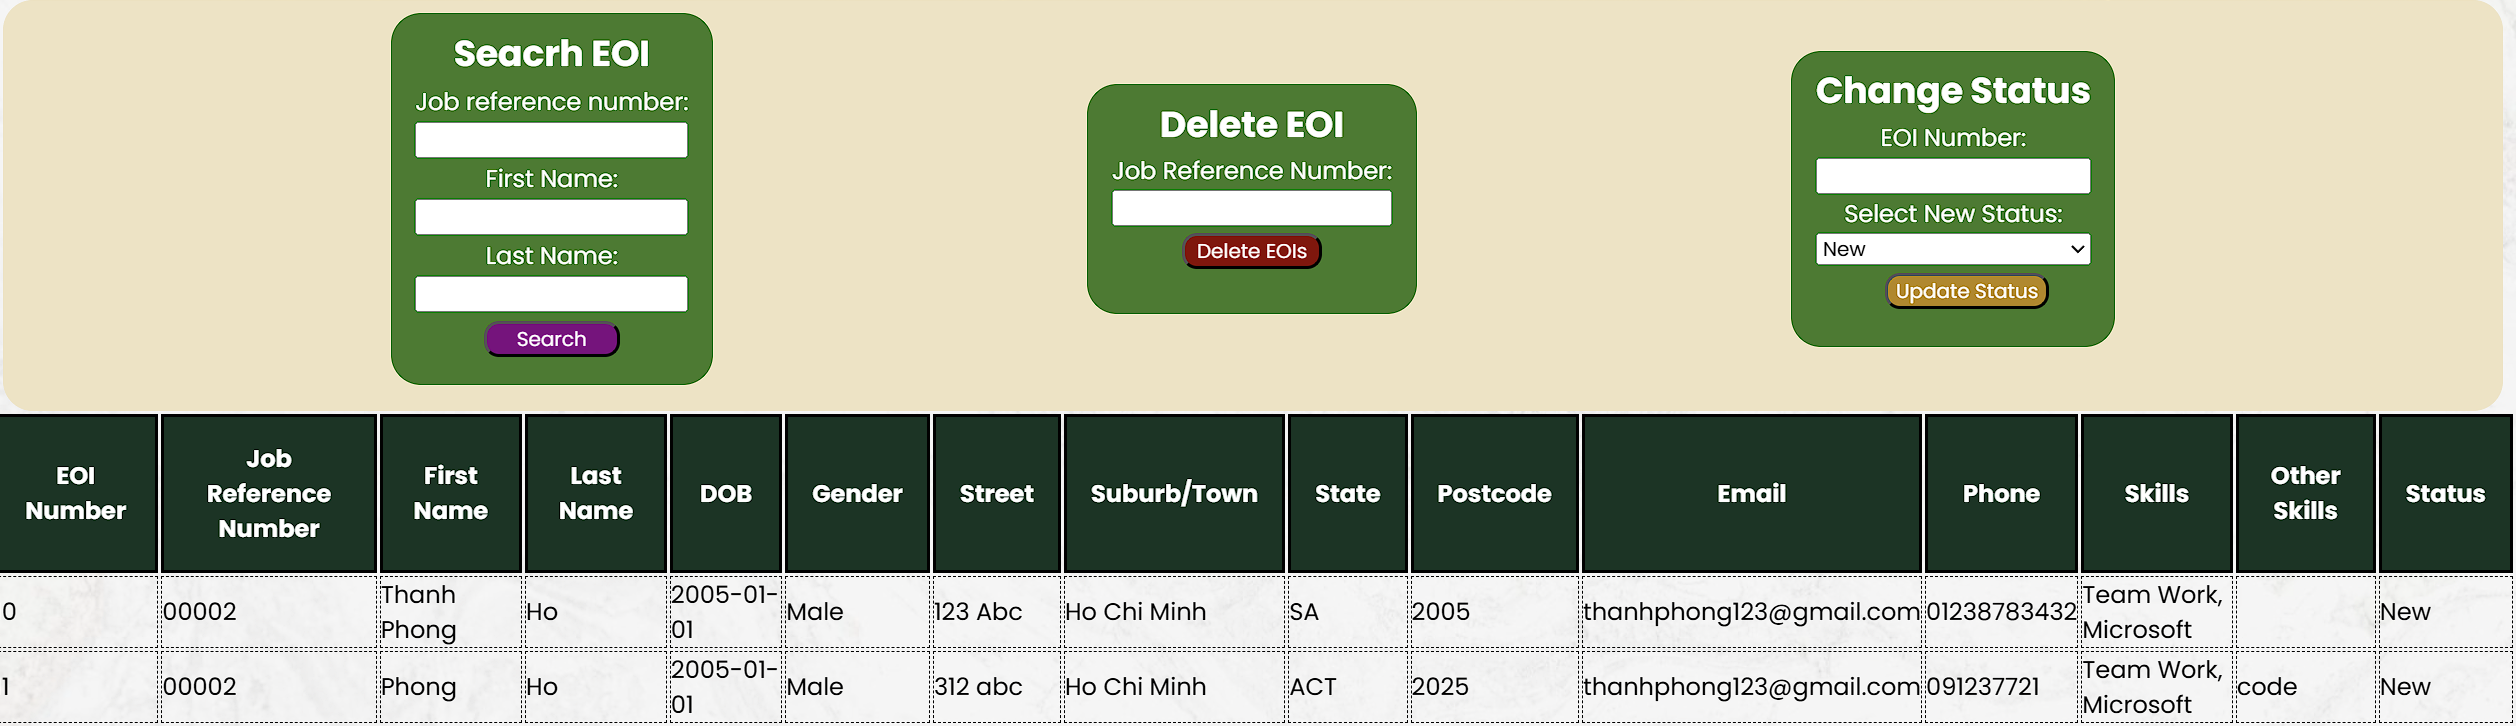 Seacrh EOI
Job reference number:
First Name:
Last Name:
Search
Delete EOI
Job Reference Number:
Delete EOIs
Change Status
EOI Number:
Select New Status:
New
Update Status
EOI
Number
Job
Reference
Number
First
Name
Last
Name
DOB
Gender
Street
Suburb/Town
State
Postcode
Email
Phone
Skills
Other
Skills
Status
0
00002
Thanh
Phong
Ho
2005-01-
01
Male
123 Abc
Ho Chi Minh
SA
2005
thanhphong123@gmail.com
01238783432
Team Work,
Microsoft
New
1
00002
Phong
Ho
2005-01-
01
Male
312 abc
Ho Chi Minh
ACT
2025
thanhphong123@gmail.com
091237721
Team Work,
Microsoft
code
New